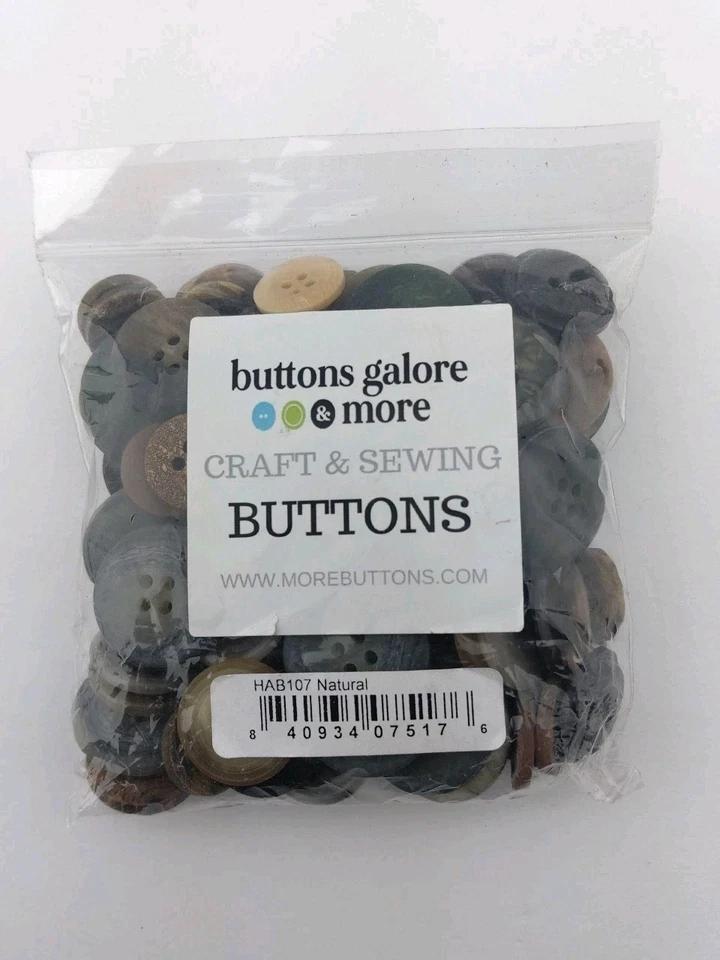 buttons galore
& more
CRAFT & SEWING
BUTTONS
WWW.MOREBUTTONS.COM
HAB107 Natural
8 40934 07517 6